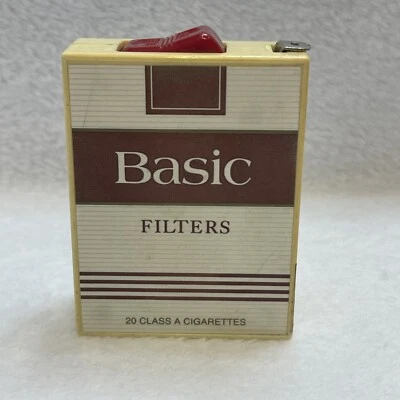 Basic
FILTERS
20 CLASS A CIGARETTES